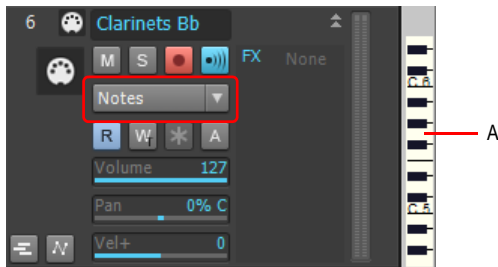 6 Clarinets Bb
M S FX None
C 6
Notes
A
R W * A
Volume 127
Pan 0% C
C 5
Vel+ 0
N